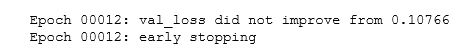 Epoch 00012: val_loss did not improve from 0.10766
Epoch 00012: early stopping